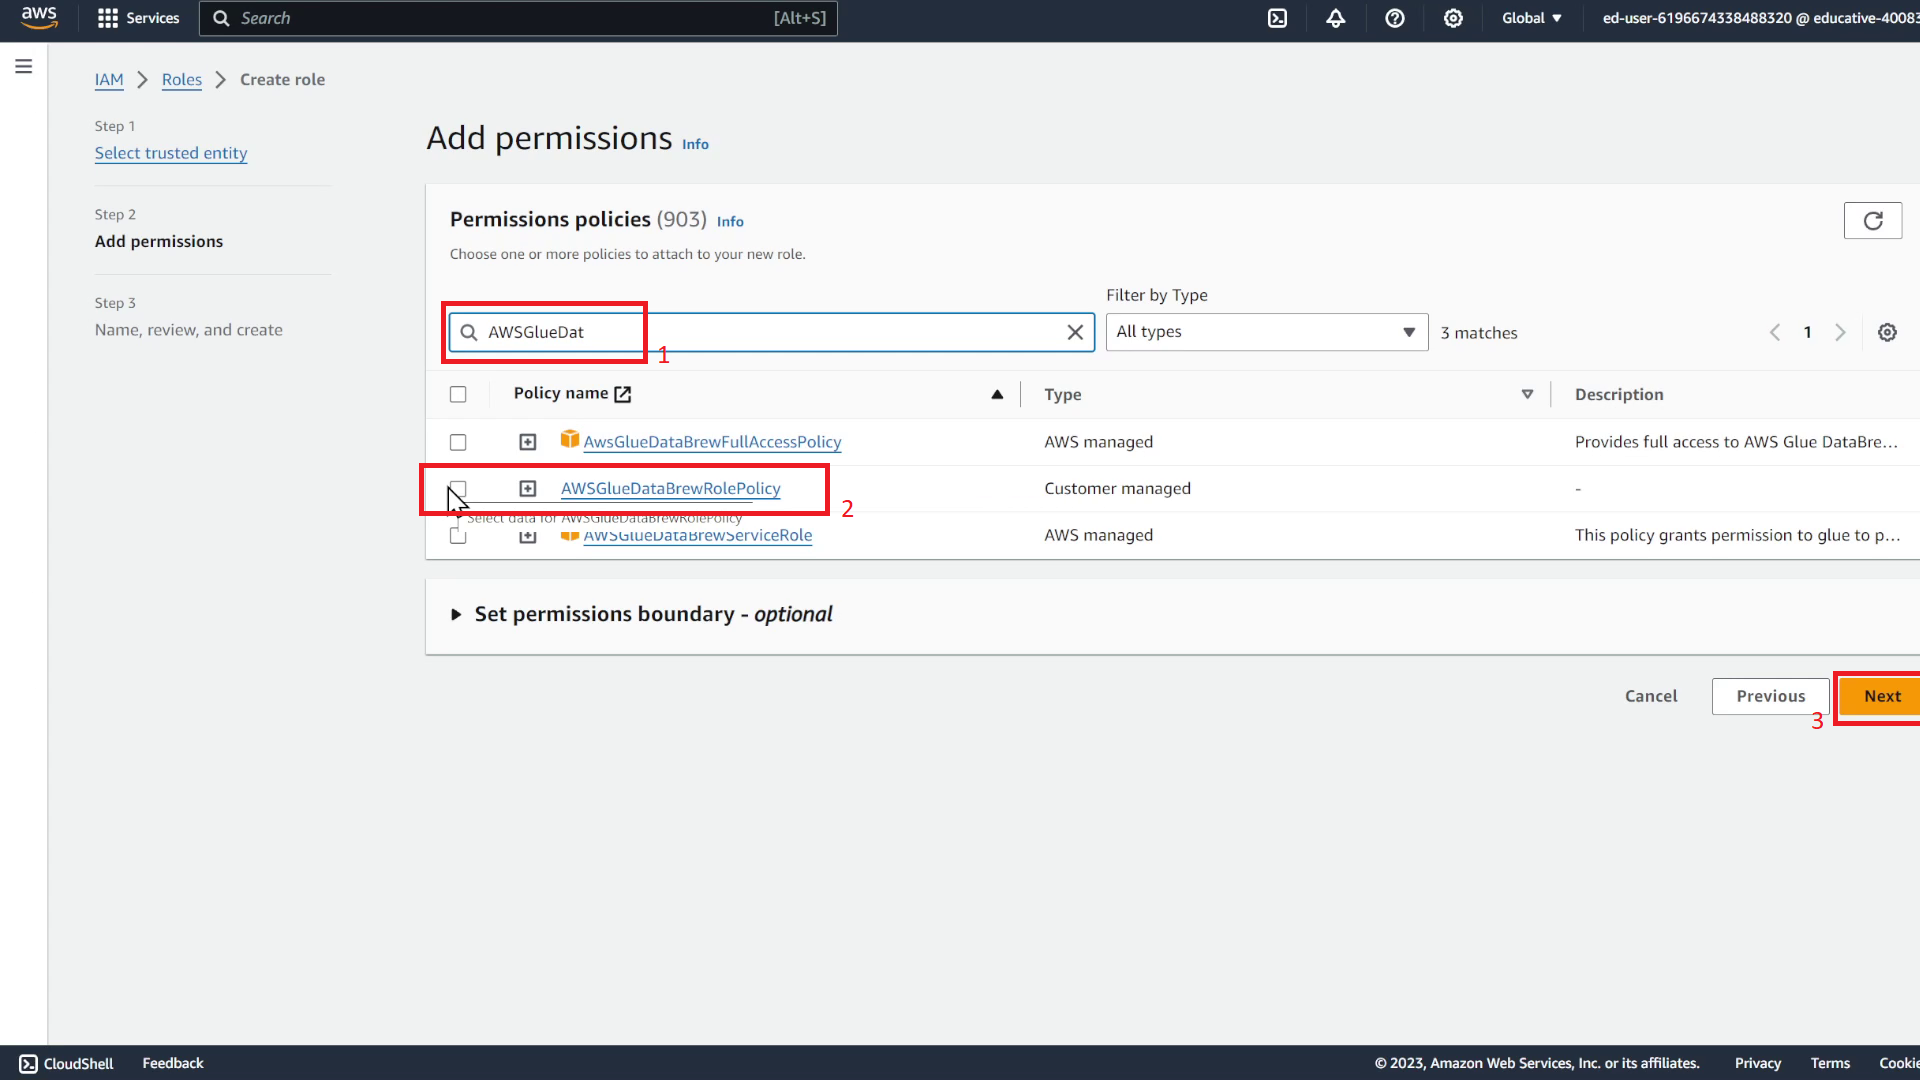 aws Services Search [Alt+S] Global ed-user-6196674338488320 @ educative-40083
IAM Roles Create role
Step 1
Select trusted entity
Step 2
Add permissions
Step 3
Name, review, and create
Add permissions Info
Permissions policies (903) Info
Choose one or more policies to attach to your new role.
Filter by Type
AWSGlueDat All types 3 matches 1
1
Policy name Type Description
AwsGlueDataBrewFullAccessPolicy AWS managed Provides full access to AWS Glue DataBre...
AWSGlueDataBrewRolePolicy Customer managed -
2
Select data for AWSGlueDataBrewRolePolicy
AWSGlueDataBrewServiceRole AWS managed This policy grants permission to glue to p...
Set permissions boundary - optional
Cancel Previous Next
3
CloudShell Feedback © 2023, Amazon Web Services, Inc. or its affiliates. Privacy Terms Cookie